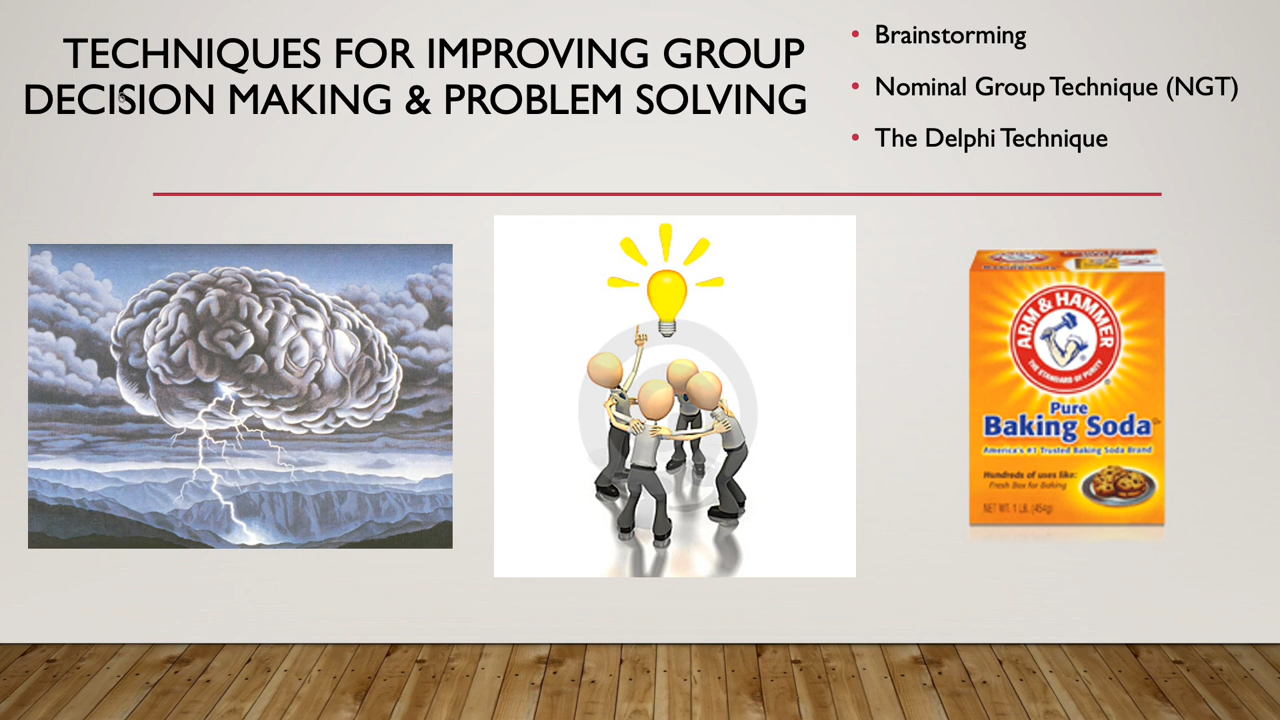 TECHNIQUES FOR IMPROVING GROUP
DECISION MAKING & PROBLEM SOLVING
• Brainstorming
• Nominal Group Technique (NGT)
• The Delphi Technique
Baking Soda
ARM & HAMMER
THE STANDARD OF PURITY
Pure
Baking Soda
America's #1 Trusted Baking Soda Brand
Hundreds of uses like:
Fresh Box for Baking
NET WT. 1 LB. (454g)